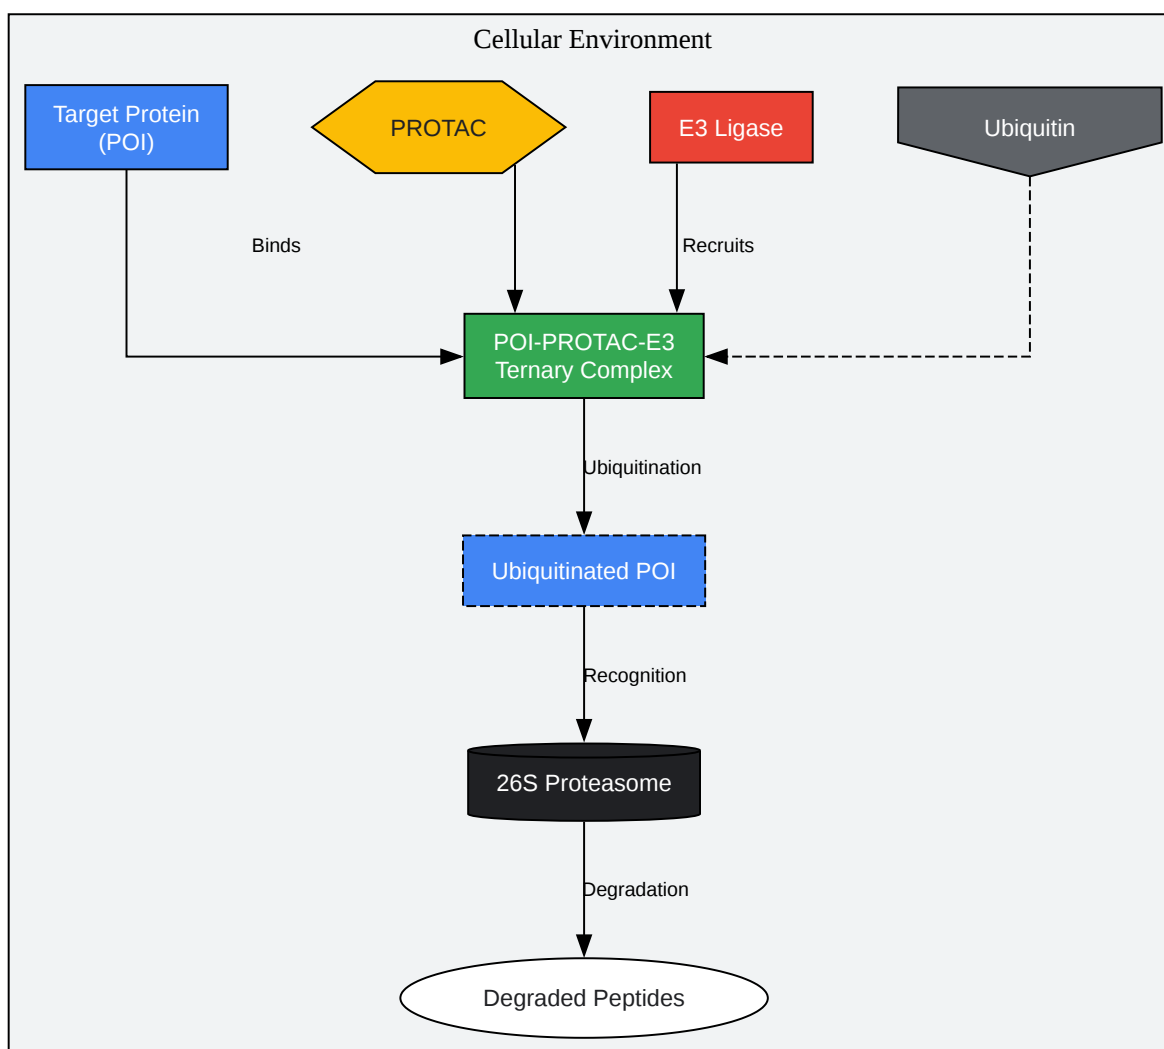 Cellular Environment
Target Protein
(POI)
PROTAC
E3 Ligase
Ubiquitin
Binds
Recruits
POI-PROTAC-E3
Ternary Complex
Ubiquitination
Ubiquitinated POI
Recognition
26S Proteasome
Degradation
Degraded Peptides